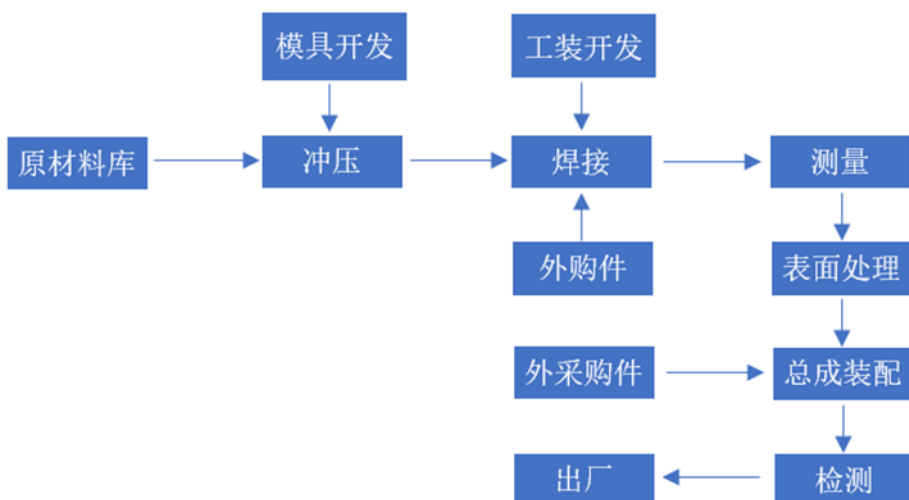 模具开发
工装开发
原材料库
冲压
焊接
测量
外购件
表面处理
外采购件
总成装配
出厂
检测